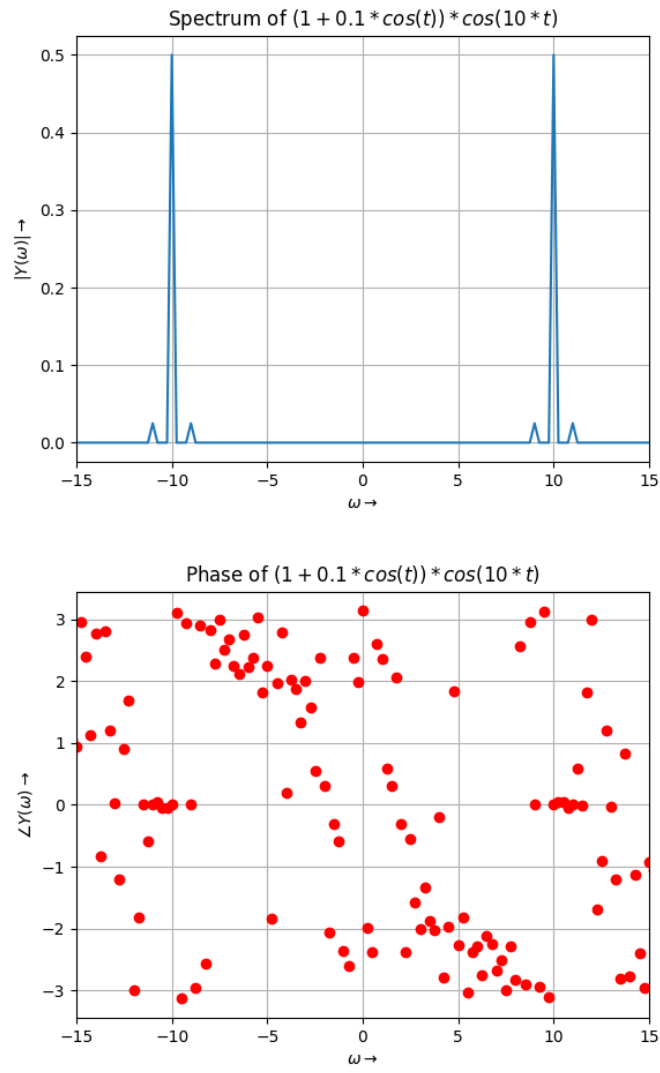 Spectrum of (1 + 0.1 * cos(t)) * cos(10 * t)
0.5
0.4
0.3
0.2
0.1
0.0
|Y(ω)| →
−15 −10 −5 0 5 10 15
ω →
Phase of (1 + 0.1 * cos(t)) * cos(10 * t)
3
2
1
0
−1
−2
−3
∠Y(ω) →
−15 −10 −5 0 5 10 15
ω →